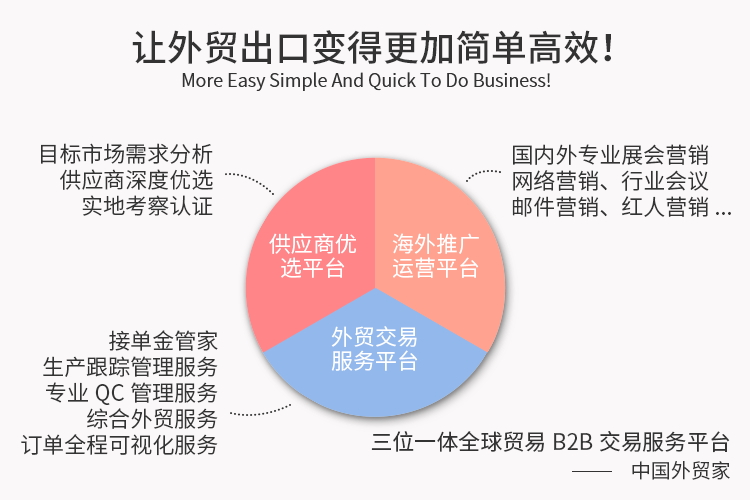 让外贸出口变得更加简单高效！
More Easy Simple And Quick To Do Business!
目标市场需求分析
供应商深度优选
实地考察认证
国内外专业展会营销
网络营销、行业会议
邮件营销、红人营销 ...
供应商优
选平台
海外推广
运营平台
外贸交易
服务平台
接单金管家
生产跟踪管理服务
专业 QC 管理服务
综合外贸服务
订单全程可视化服务
三位一体全球贸易 B2B 交易服务平台
—— 中国外贸家